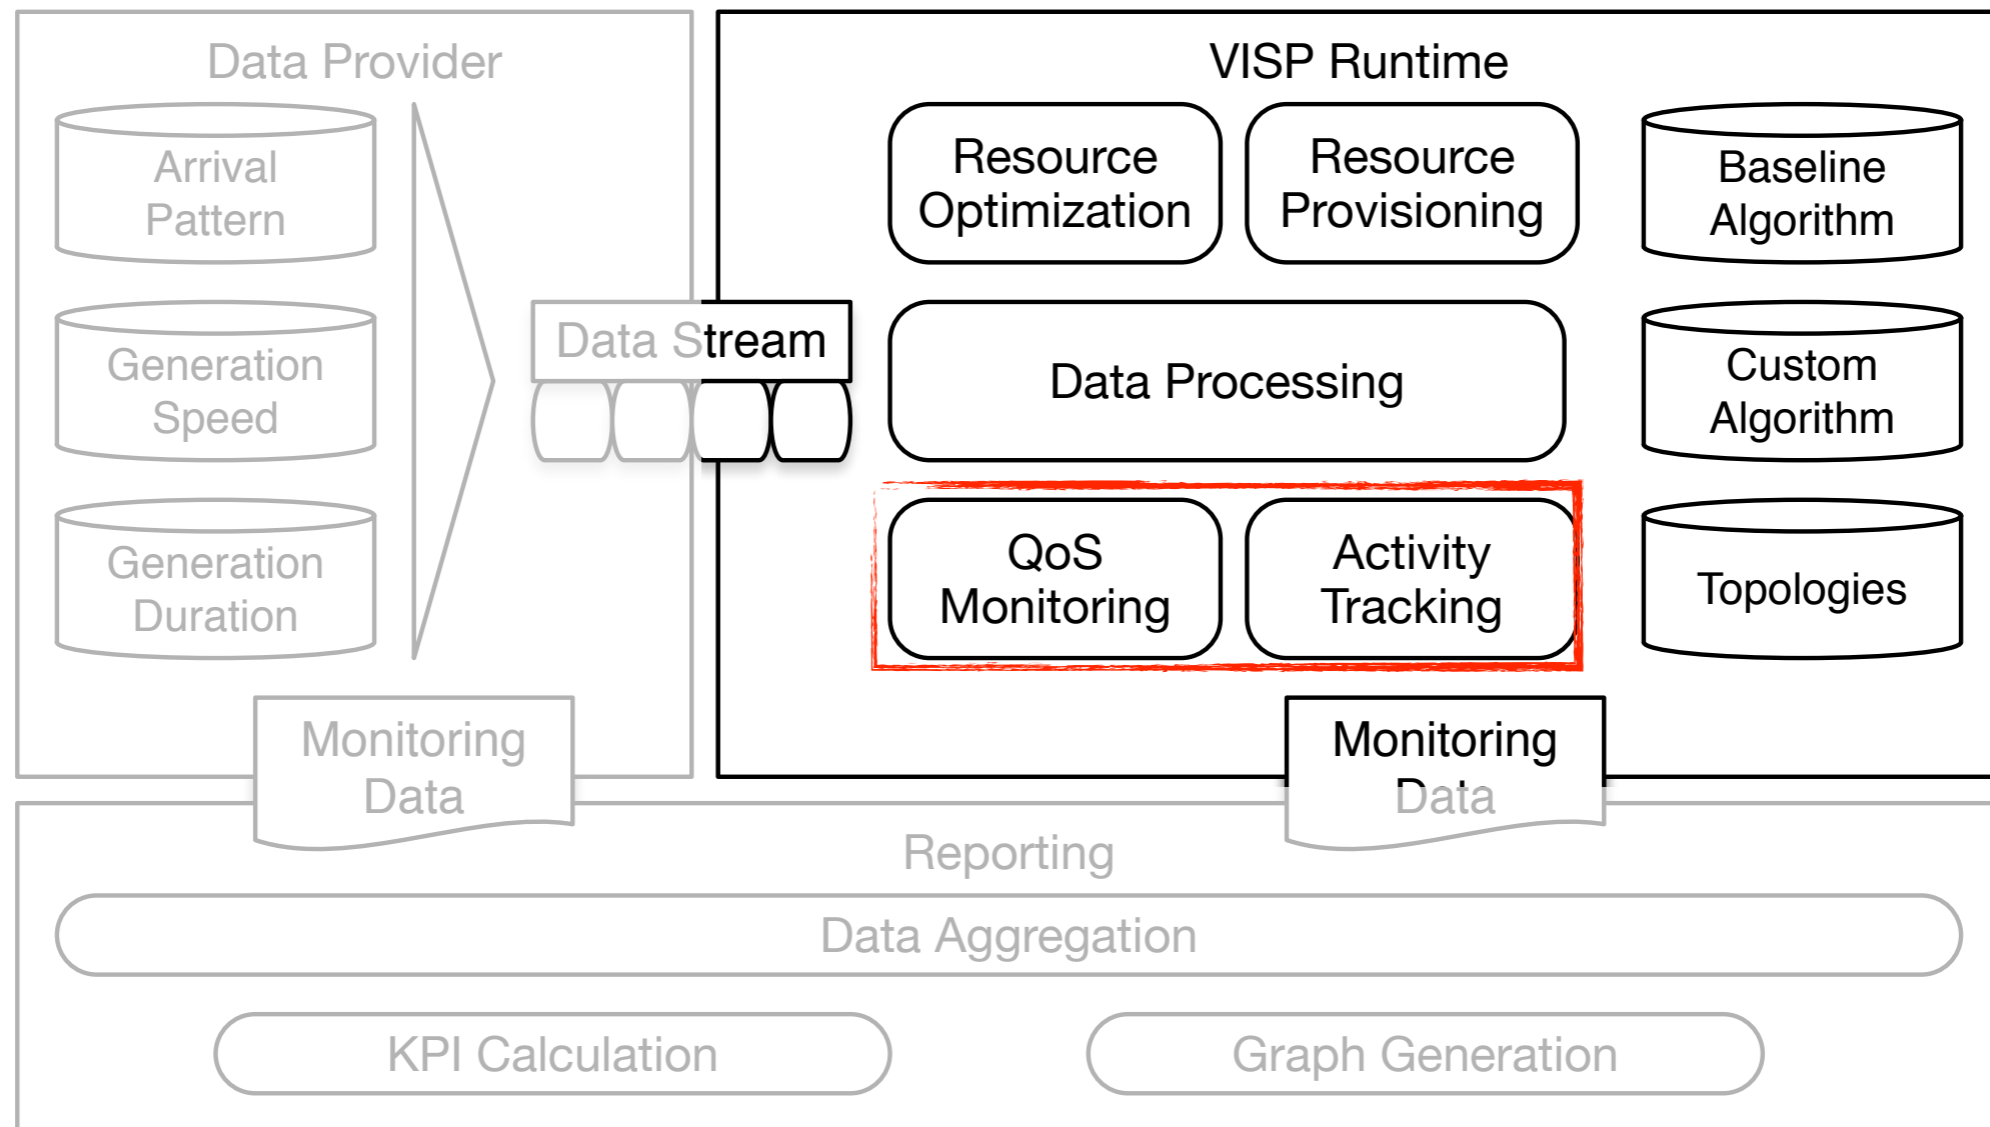 Data Provider
Arrival
Pattern
Generation
Speed
Generation
Duration
Data Stream
Monitoring
Data
VISP Runtime
Resource
Optimization
Resource
Provisioning
Baseline
Algorithm
Data Processing
Custom
Algorithm
QoS
Monitoring
Activity
Tracking
Topologies
Monitoring
Data
Reporting
Data Aggregation
KPI Calculation
Graph Generation